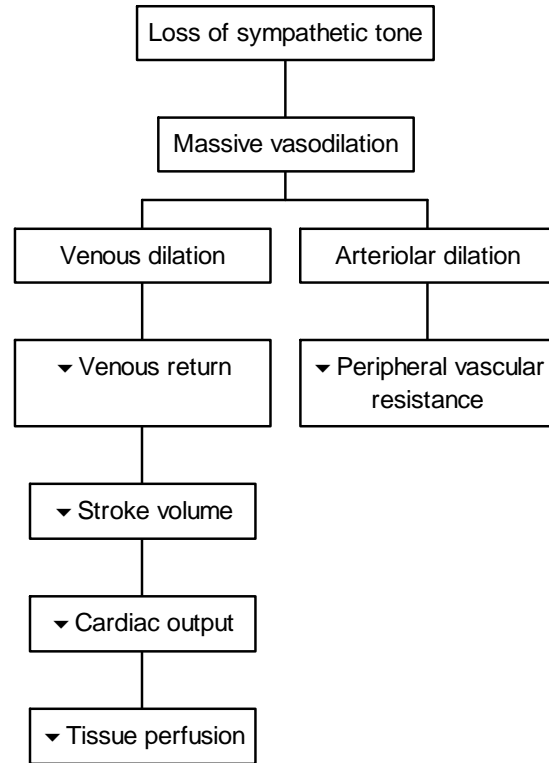 Loss of sympathetic tone
Massive vasodilation
Venous dilation
Arteriolar dilation
Venous return
Peripheral vascular
resistance
Stroke volume
Cardiac output
Tissue perfusion